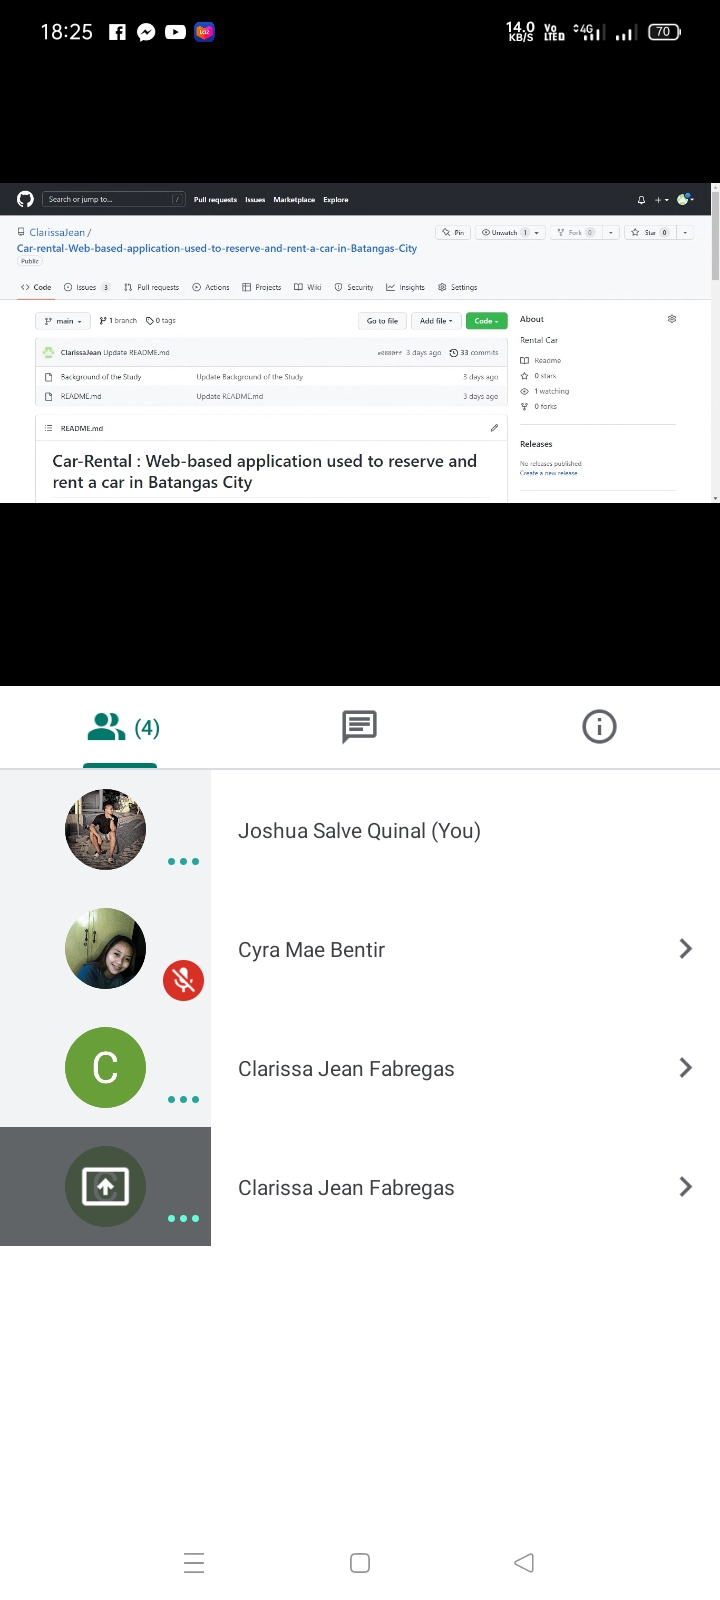 18:25
14.0 KB/S Vo LTED 4G 70
Search or jump to... / Pull requests Issues Marketplace Explore
ClarissaJean /
Car-rental-Web-based-application-used-to-reserve-and-rent-a-car-in-Batangas-City
Public
Pin Unwatch 1 Fork 0 Star 0
Code Issues 3 Pull requests Actions Projects Wiki Security Insights Settings
main 1 branch 0 tags Go to file Add file Code
About
Rental Car
ClarissaJean Update README.md 3 days ago 33 commits
Background of the Study Update Background of the Study 3 days ago
README.md Update README.md 3 days ago
Readme
0 stars
1 watching
0 forks
README.md
Car-Rental : Web-based application used to reserve and
rent a car in Batangas City
Releases
No releases published
Create a new release
(4)
Joshua Salve Quinal (You)
Cyra Mae Bentir
C
Clarissa Jean Fabregas
Clarissa Jean Fabregas